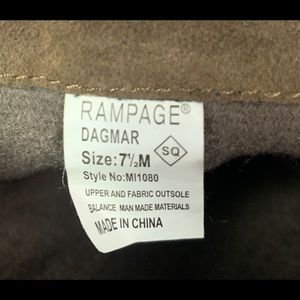 RAMPAGE®
DAGMAR
SQ
Size:7½M
Style No:MI1080
UPPER AND FABRIC OUTSOLE
BALANCE MAN MADE MATERIALS
MADE IN CHINA